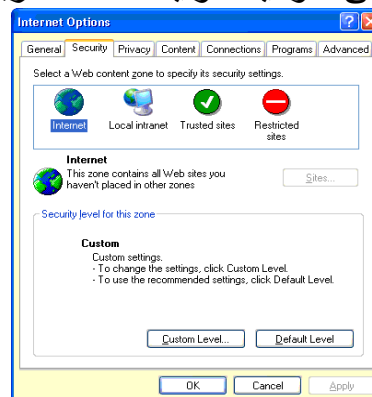 Internet Options
General Security Privacy Content Connections Programs Advanced
Select a Web content zone to specify its security settings.
Internet Local intranet Trusted sites Restricted sites
Internet
This zone contains all Web sites you
haven't placed in other zones
Sites...
Security level for this zone
Custom
Custom settings.
- To change the settings, click Custom Level.
- To use the recommended settings, click Default Level.
Custom Level... Default Level
OK Cancel Apply